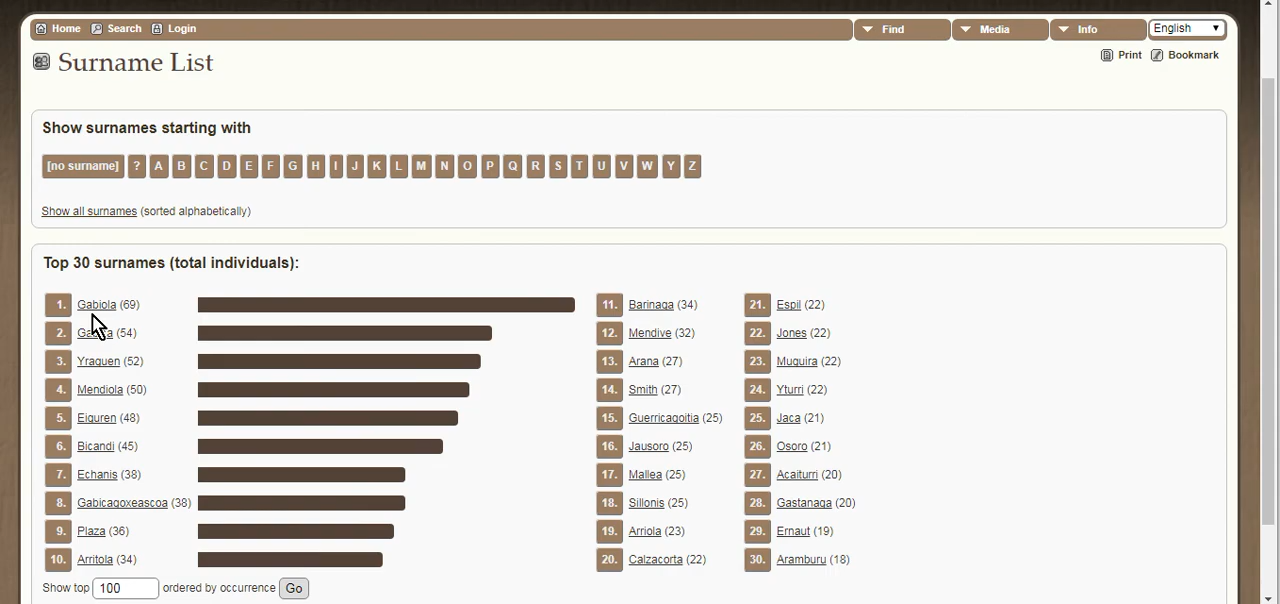 Home Search Login Find Media Info English
Surname List
Print Bookmark
Show surnames starting with
[no surname] ? A B C D E F G H I J K L M N O P Q R S T U V W Y Z
Show all surnames (sorted alphabetically)
Top 30 surnames (total individuals):
1. Gabiola (69)
2. (54)
3. Yraguen (52)
4. Mendiola (50)
5. Eiguren (48)
6. Bicandi (45)
7. Echanis (38)
8. Gabicagogeascoa (38)
9. Plaza (36)
10. Arritola (34)
11. Barinaga (34)
12. Mendive (32)
13. Arana (27)
14. Smith (27)
15. Guerricagoitia (25)
16. Jausoro (25)
17. Mallea (25)
18. Sillonis (25)
19. Arriola (23)
20. Calzacorta (22)
21. Espil (22)
22. Jones (22)
23. Muguira (22)
24. Yturri (22)
25. Jaca (21)
26. Osoro (21)
27. Acaiturri (20)
28. Gastanaga (20)
29. Ernaut (19)
30. Aramburu (18)
Show top 100 ordered by occurrence Go